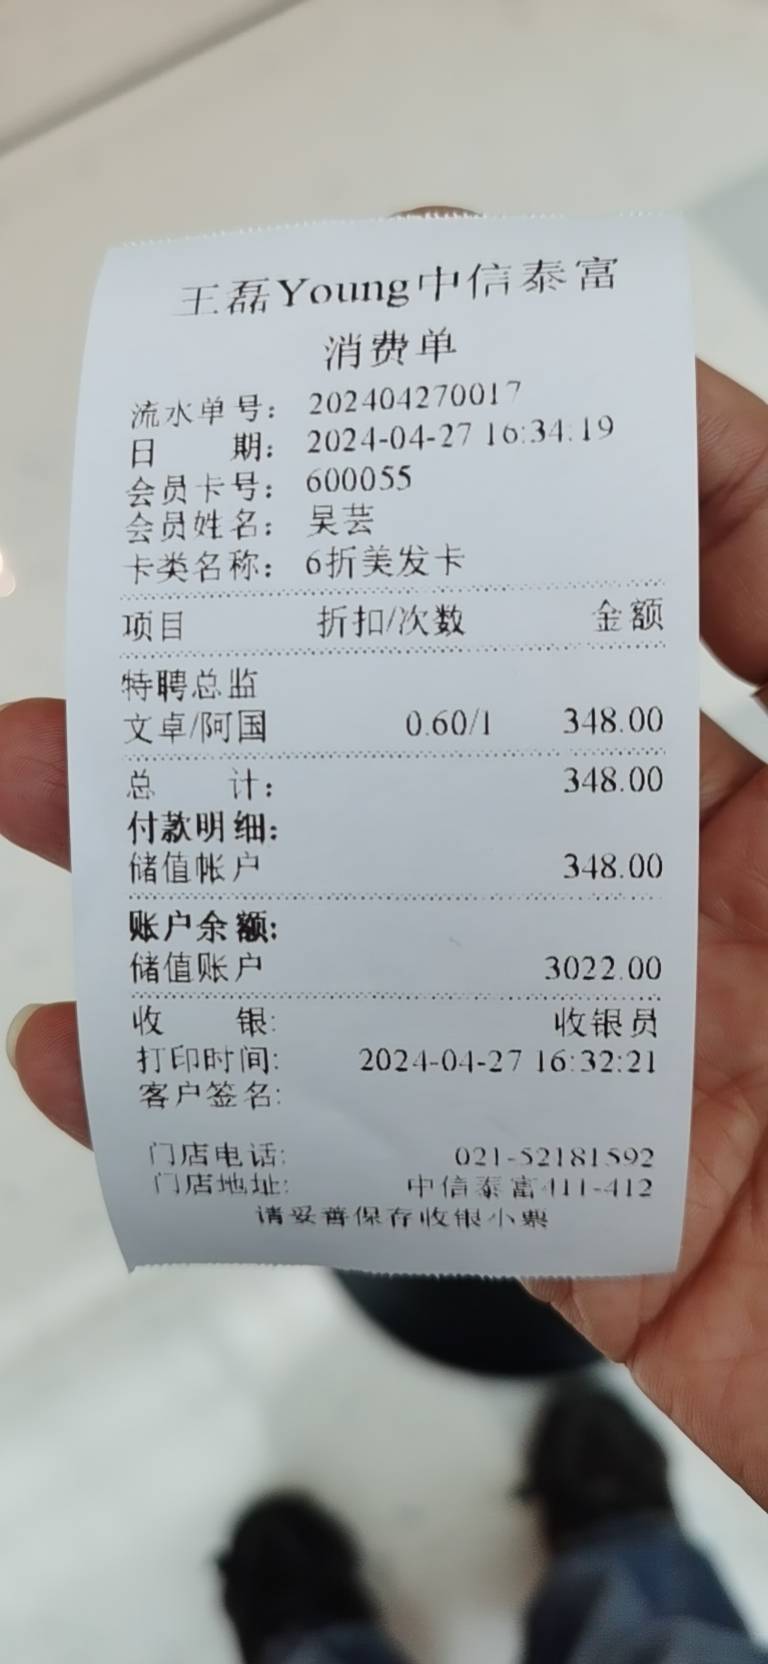 王磊Young中信泰富
消费单
流水单号: 202404270017
日 期: 2024-04-27 16:34:19
会员卡号: 600055
会员姓名: 吴芸
卡类名称: 6折美发卡
项目 折扣/次数 金额
特聘总监
文卓/阿国 0.60/1 348.00
总 计: 348.00
付款明细:
储值帐户 348.00
账户余额:
储值账户 3022.00
收 银: 收银员
打印时间: 2024-04-27 16:32:21
客户签名:
门店电话: 021-52181592
门店地址: 中信泰富411-412
请妥善保存收银小票